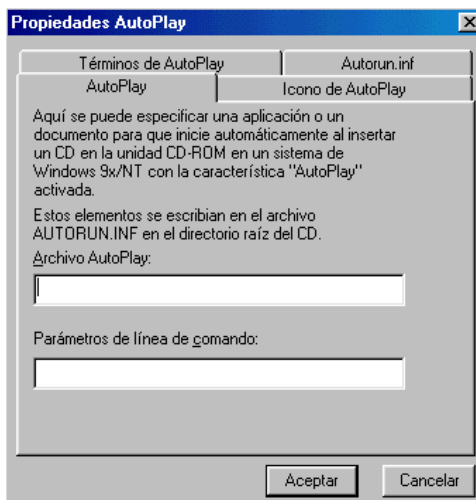 Propiedades AutoPlay
Términos de AutoPlay
Autorun.inf
AutoPlay
Icono de AutoPlay
Aquí se puede especificar una aplicación o un
documento para que inicie automáticamente al insertar
un CD en la unidad CD-ROM en un sistema de
Windows 9x/NT con la característica "AutoPlay"
activada.
Estos elementos se escribian en el archivo
AUTORUN.INF en el directorio raíz del CD.
Archivo AutoPlay:
Parámetros de línea de comando:
Aceptar
Cancelar